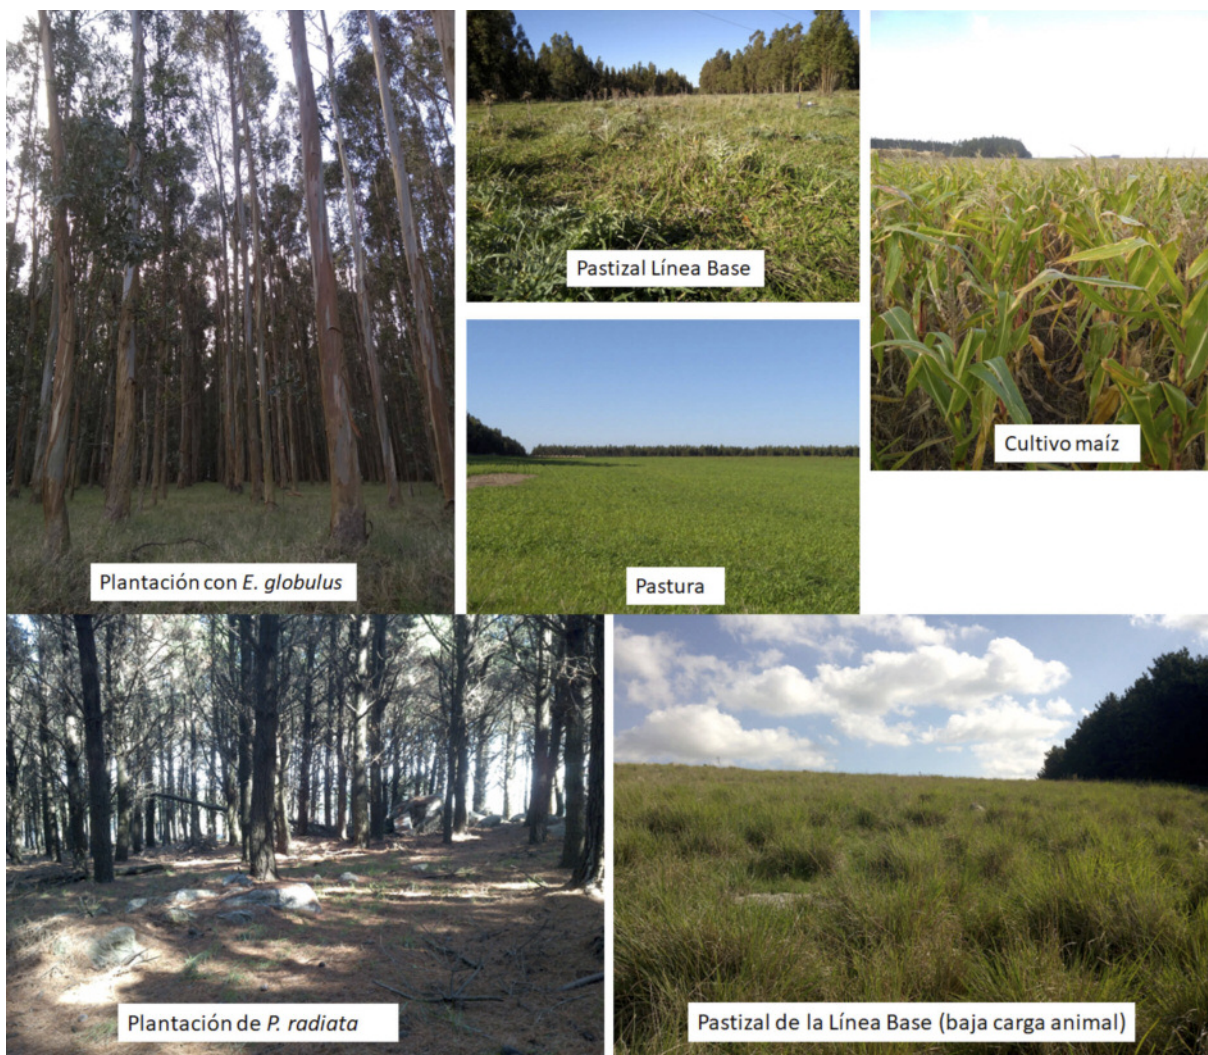 Pastizal Línea Base
Cultivo maíz
Plantación con E. globulus
Pastura
Plantación de P. radiata
Pastizal de la Línea Base (baja carga animal)